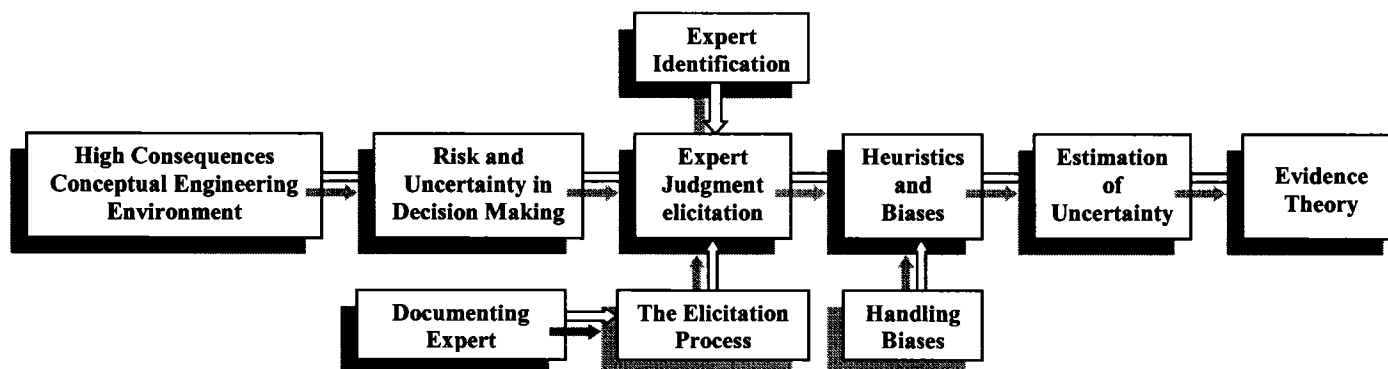 Expert
Identification
High Consequences
Conceptual Engineering
Environment
Risk and
Uncertainty in
Decision Making
Expert
Judgment
elicitation
Heuristics
and
Biases
Estimation
of
Uncertainty
Evidence
Theory
Documenting
Expert
The Elicitation
Process
Handling
Biases